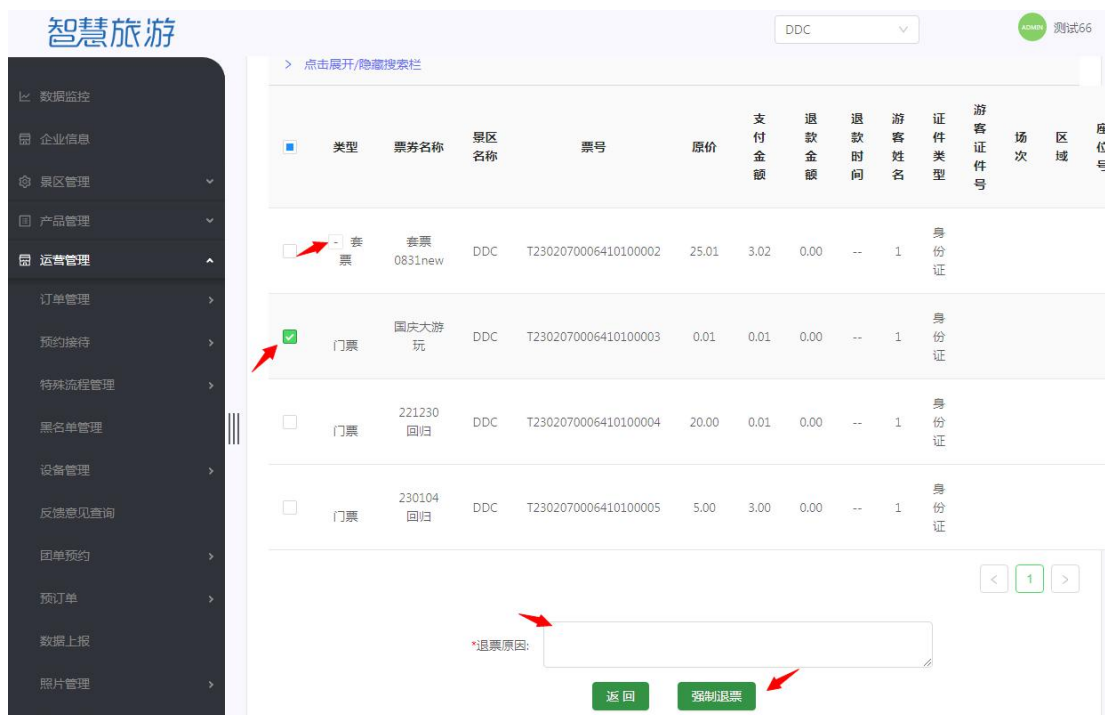 智慧旅游
DDC
ADMIN 测试66
> 点击展开/隐藏搜索栏
数据监控
企业信息
景区管理
产品管理
运营管理
订单管理
预约接待
特殊流程管理
黑名单管理
设备管理
反馈意见查询
团单预约
预订单
数据上报
照片管理
类型 票券名称 景区名称 票号 原价 支付金额 退款金额 退款时间 游客姓名 证件类型 游客证件号 场次 区域 座位号
- 套票 套票0831new DDC T2302070006410100002 25.01 3.02 0.00 -- 1 身份证
门票 国庆大游玩 DDC T2302070006410100003 0.01 0.01 0.00 -- 1 身份证
门票 221230回归 DDC T2302070006410100004 20.00 0.01 0.00 -- 1 身份证
门票 230104回归 DDC T2302070006410100005 5.00 3.00 0.00 -- 1 身份证
< 1 >
*退票原因:
返回 强制退票